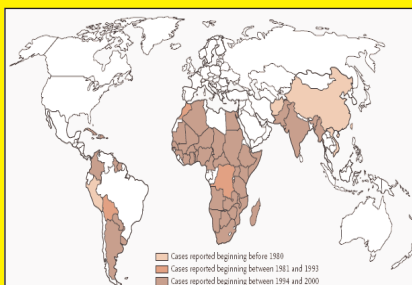 Cases reported beginning before 1980
Cases reported beginning between 1981 and 1993
Cases reported beginning between 1994 and 2000